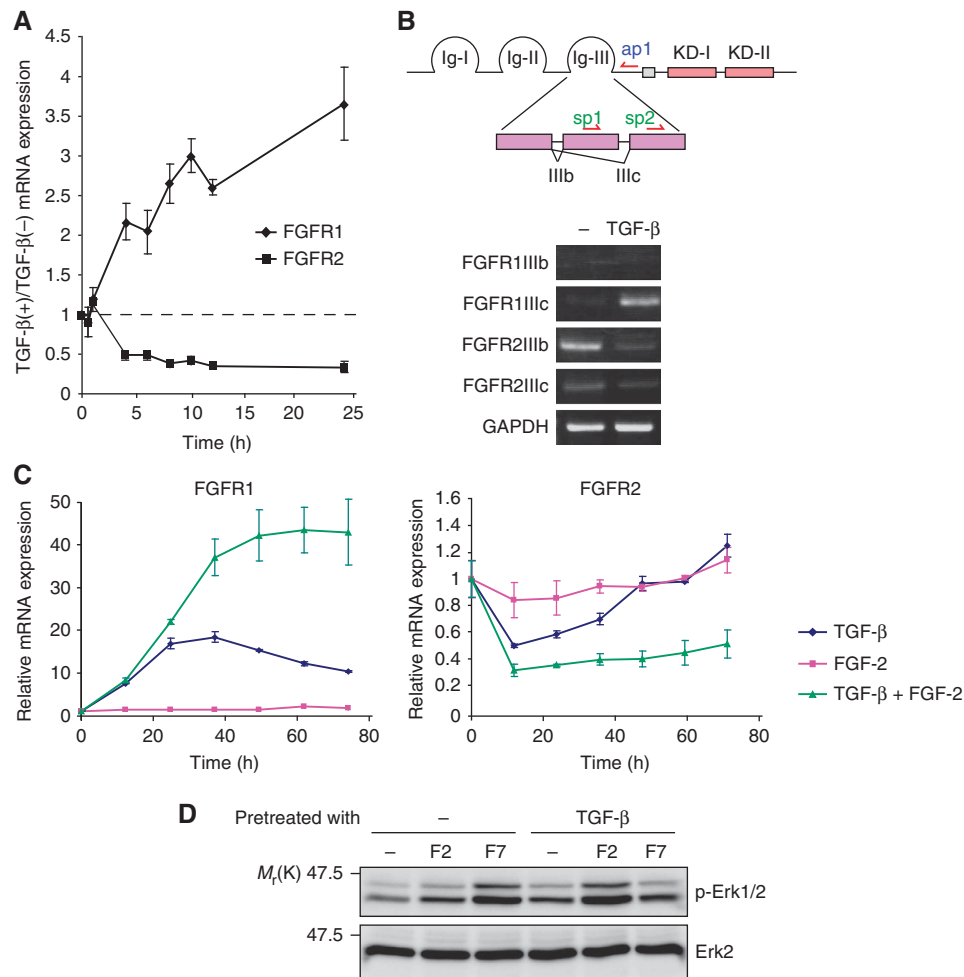 A
TGF-β(+)/TGF-β(–) mRNA expression
4.5
4
3.5
3
2.5
2
1.5
1
0.5
0
FGFR1
FGFR2
0 5 10 15 20 25
Time (h)
B
Ig-I Ig-II Ig-III ap1 KD-I KD-II
sp1 sp2
IIIb IIIc
– TGF-β
FGFR1IIIb
FGFR1IIIc
FGFR2IIIb
FGFR2IIIc
GAPDH
C
FGFR1
Relative mRNA expression
50
40
30
20
10
0
0 20 40 60 80
Time (h)
FGFR2
Relative mRNA expression
1.6
1.4
1.2
1
0.8
0.6
0.4
0.2
0
0 20 40 60 80
Time (h)
TGF-β
FGF-2
TGF-β + FGF-2
D
Pretreated with – TGF-β
– F2 F7 – F2 F7
Mr(K) 47.5
p-Erk1/2
47.5
Erk2